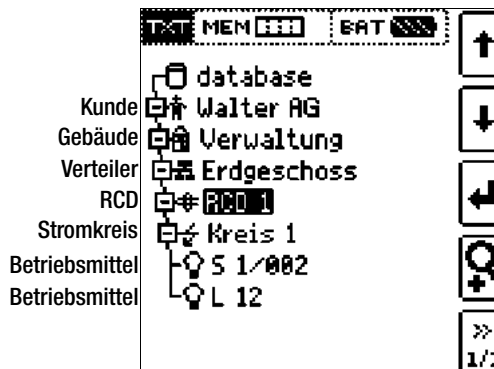 TXT MEM BAT
database
Kunde Walter AG
Gebäude Verwaltung
Verteiler Erdgeschoss
RCD RCD 1
Stromkreis Kreis 1
Betriebsmittel S 1/002
Betriebsmittel L 12
»